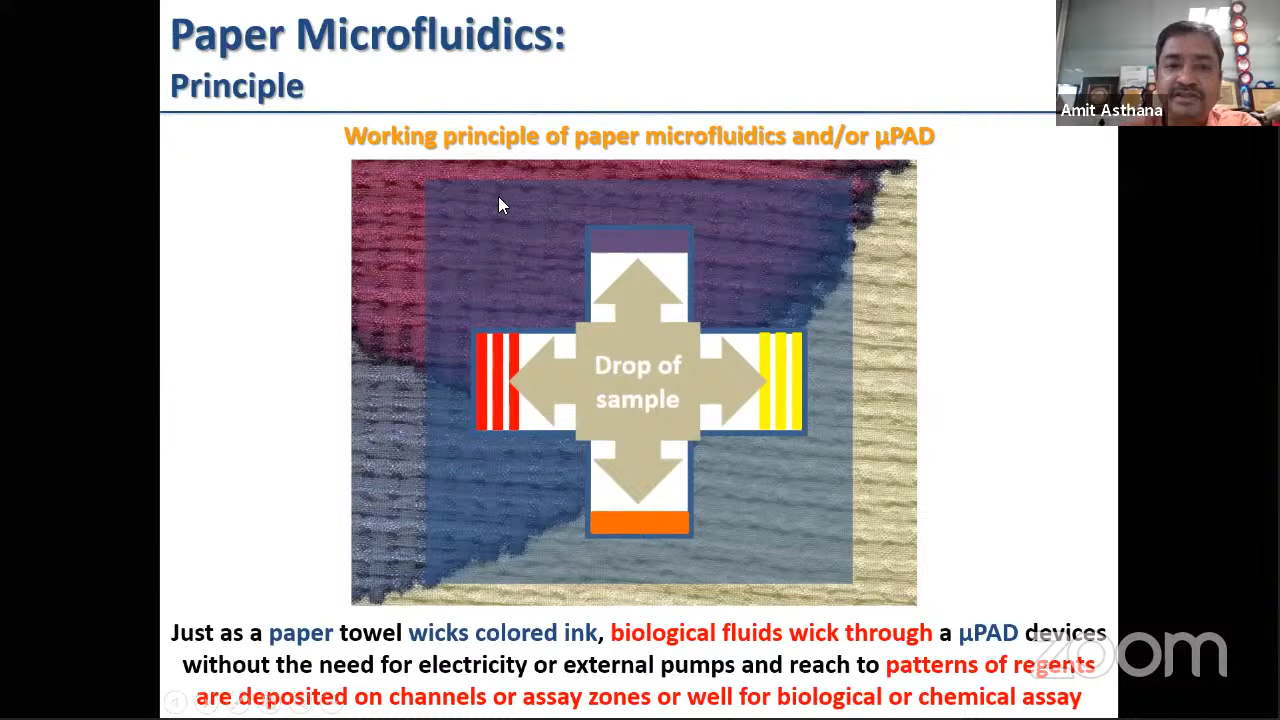 Paper Microfluidics:
Principle
Amit Asthana
Working principle of paper microfluidics and/or µPAD
Drop of
sample
Just as a paper towel wicks colored ink, biological fluids wick through a µPAD devices
without the need for electricity or external pumps and reach to patterns of regents
are deposited on channels or assay zones or well for biological or chemical assay
zoom